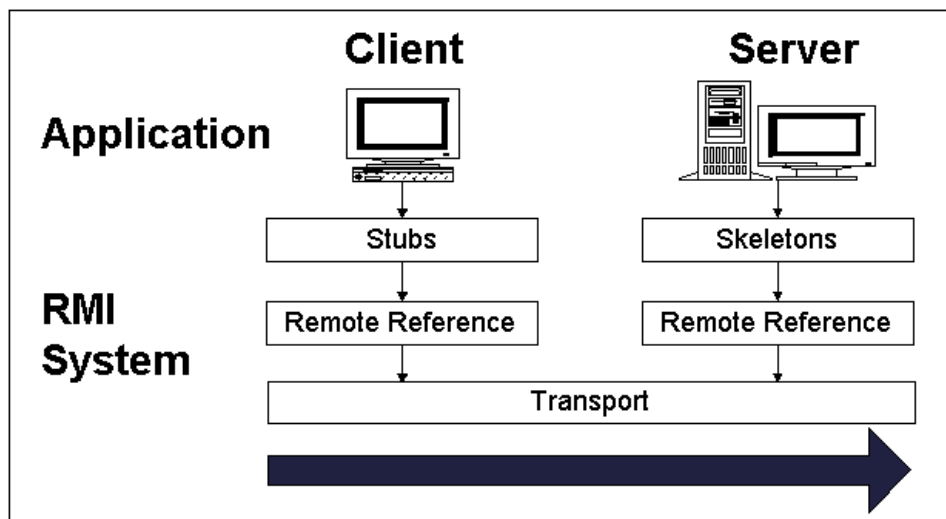 Client
Server
Application
Stubs
Skeletons
RMI
System
Remote Reference
Remote Reference
Transport